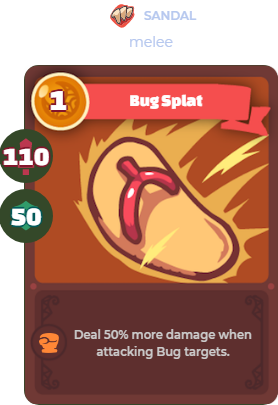 SANDAL
melee
1
Bug Splat
110
50
Deal 50% more damage when
attacking Bug targets.